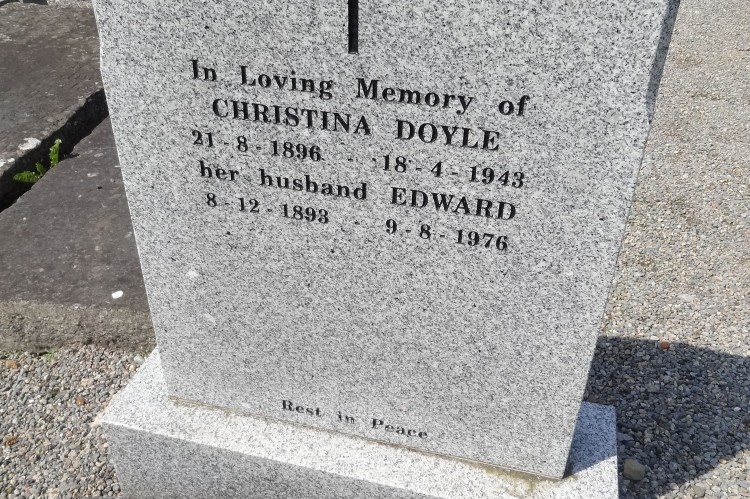 In Loving Memory of
CHRISTINA DOYLE
21 - 8 - 1896 - 18 - 4 - 1943
her husband EDWARD
8 - 12 - 1893 - 9 - 8 - 1976
Rest in Peace